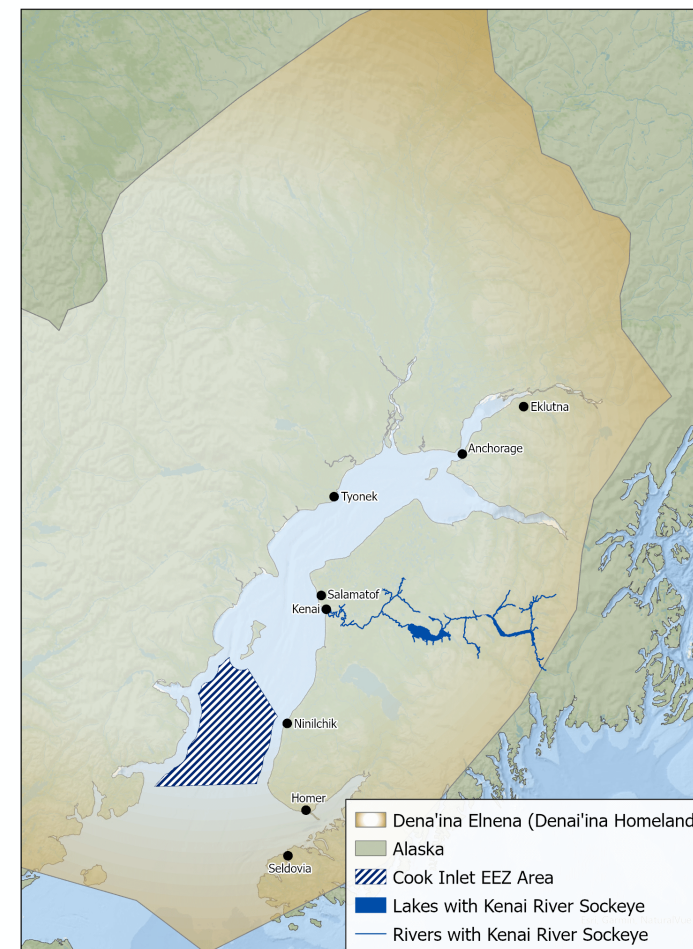 Eklutna
Anchorage
Tyonek
Salamatof
Kenai
Ninilchik
Homer
Seldovia
Dena'ina Elnena (Denai'ina Homeland
Alaska
Cook Inlet EEZ Area
Lakes with Kenai River Sockeye
Rivers with Kenai River Sockeye